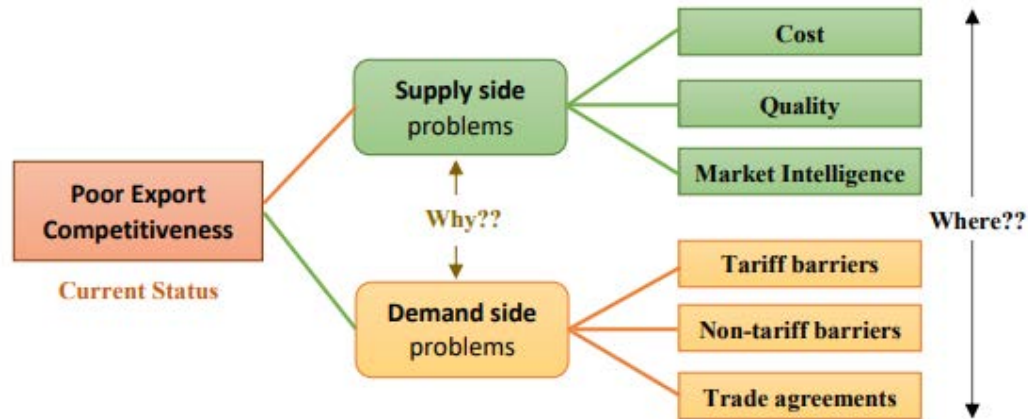 Poor Export
Competitiveness
Current Status
Supply side
problems
Why??
Demand side
problems
Cost
Quality
Market Intelligence
Tariff barriers
Non-tariff barriers
Trade agreements
Where??